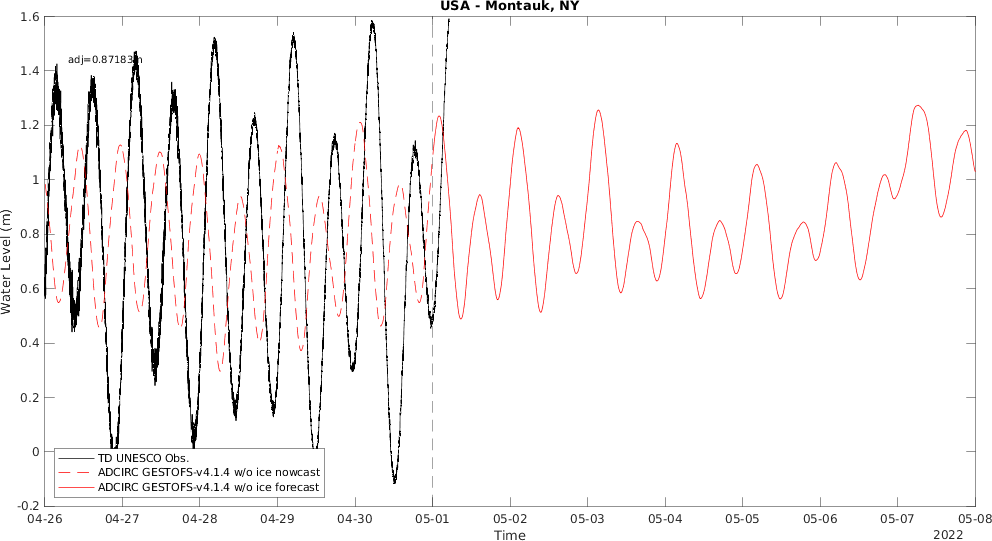 USA - Montauk, NY
1.6
adj=0.87183m
1.4
1.2
1
0.8
0.6
0.4
0.2
0
-0.2
Water Level (m)
TD UNESCO Obs.
ADCIRC GESTOFS-v4.1.4 w/o ice nowcast
ADCIRC GESTOFS-v4.1.4 w/o ice forecast
04-26 04-27 04-28 04-29 04-30 05-01 05-02 05-03 05-04 05-05 05-06 05-07 05-08
Time
2022